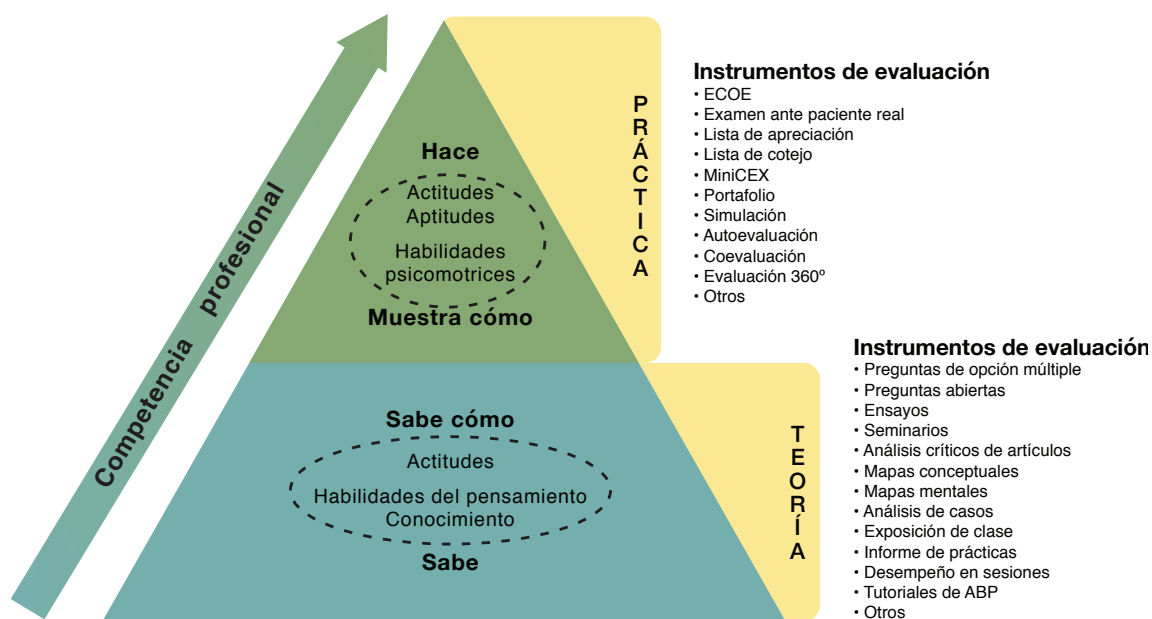 Competencia profesional
Hace
Actitudes
Aptitudes
Habilidades
psicomotrices
Muestra cómo
Sabe cómo
Actitudes
Habilidades del pensamiento
Conocimiento
Sabe
PRÁCTICA
Instrumentos de evaluación
• ECOE
• Examen ante paciente real
• Lista de apreciación
• Lista de cotejo
• MiniCEX
• Portafolio
• Simulación
• Autoevaluación
• Coevaluación
• Evaluación 360º
• Otros
TEORÍA
Instrumentos de evaluación
• Preguntas de opción múltiple
• Preguntas abiertas
• Ensayos
• Seminarios
• Análisis críticos de artículos
• Mapas conceptuales
• Mapas mentales
• Análisis de casos
• Exposición de clase
• Informe de prácticas
• Desempeño en sesiones
• Tutoriales de ABP
• Otros